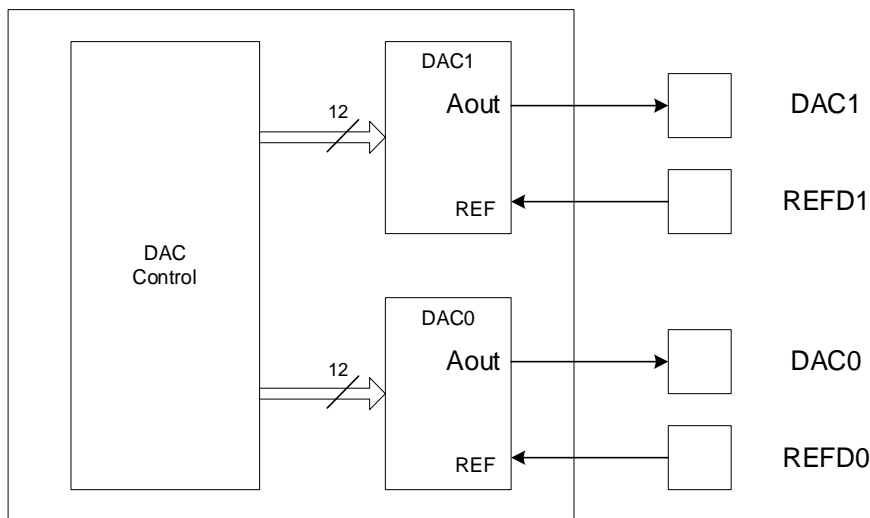 DAC1
Aout
12
DAC1
REF
REFD1
DAC
Control
DAC0
Aout
12
DAC0
REF
REFD0